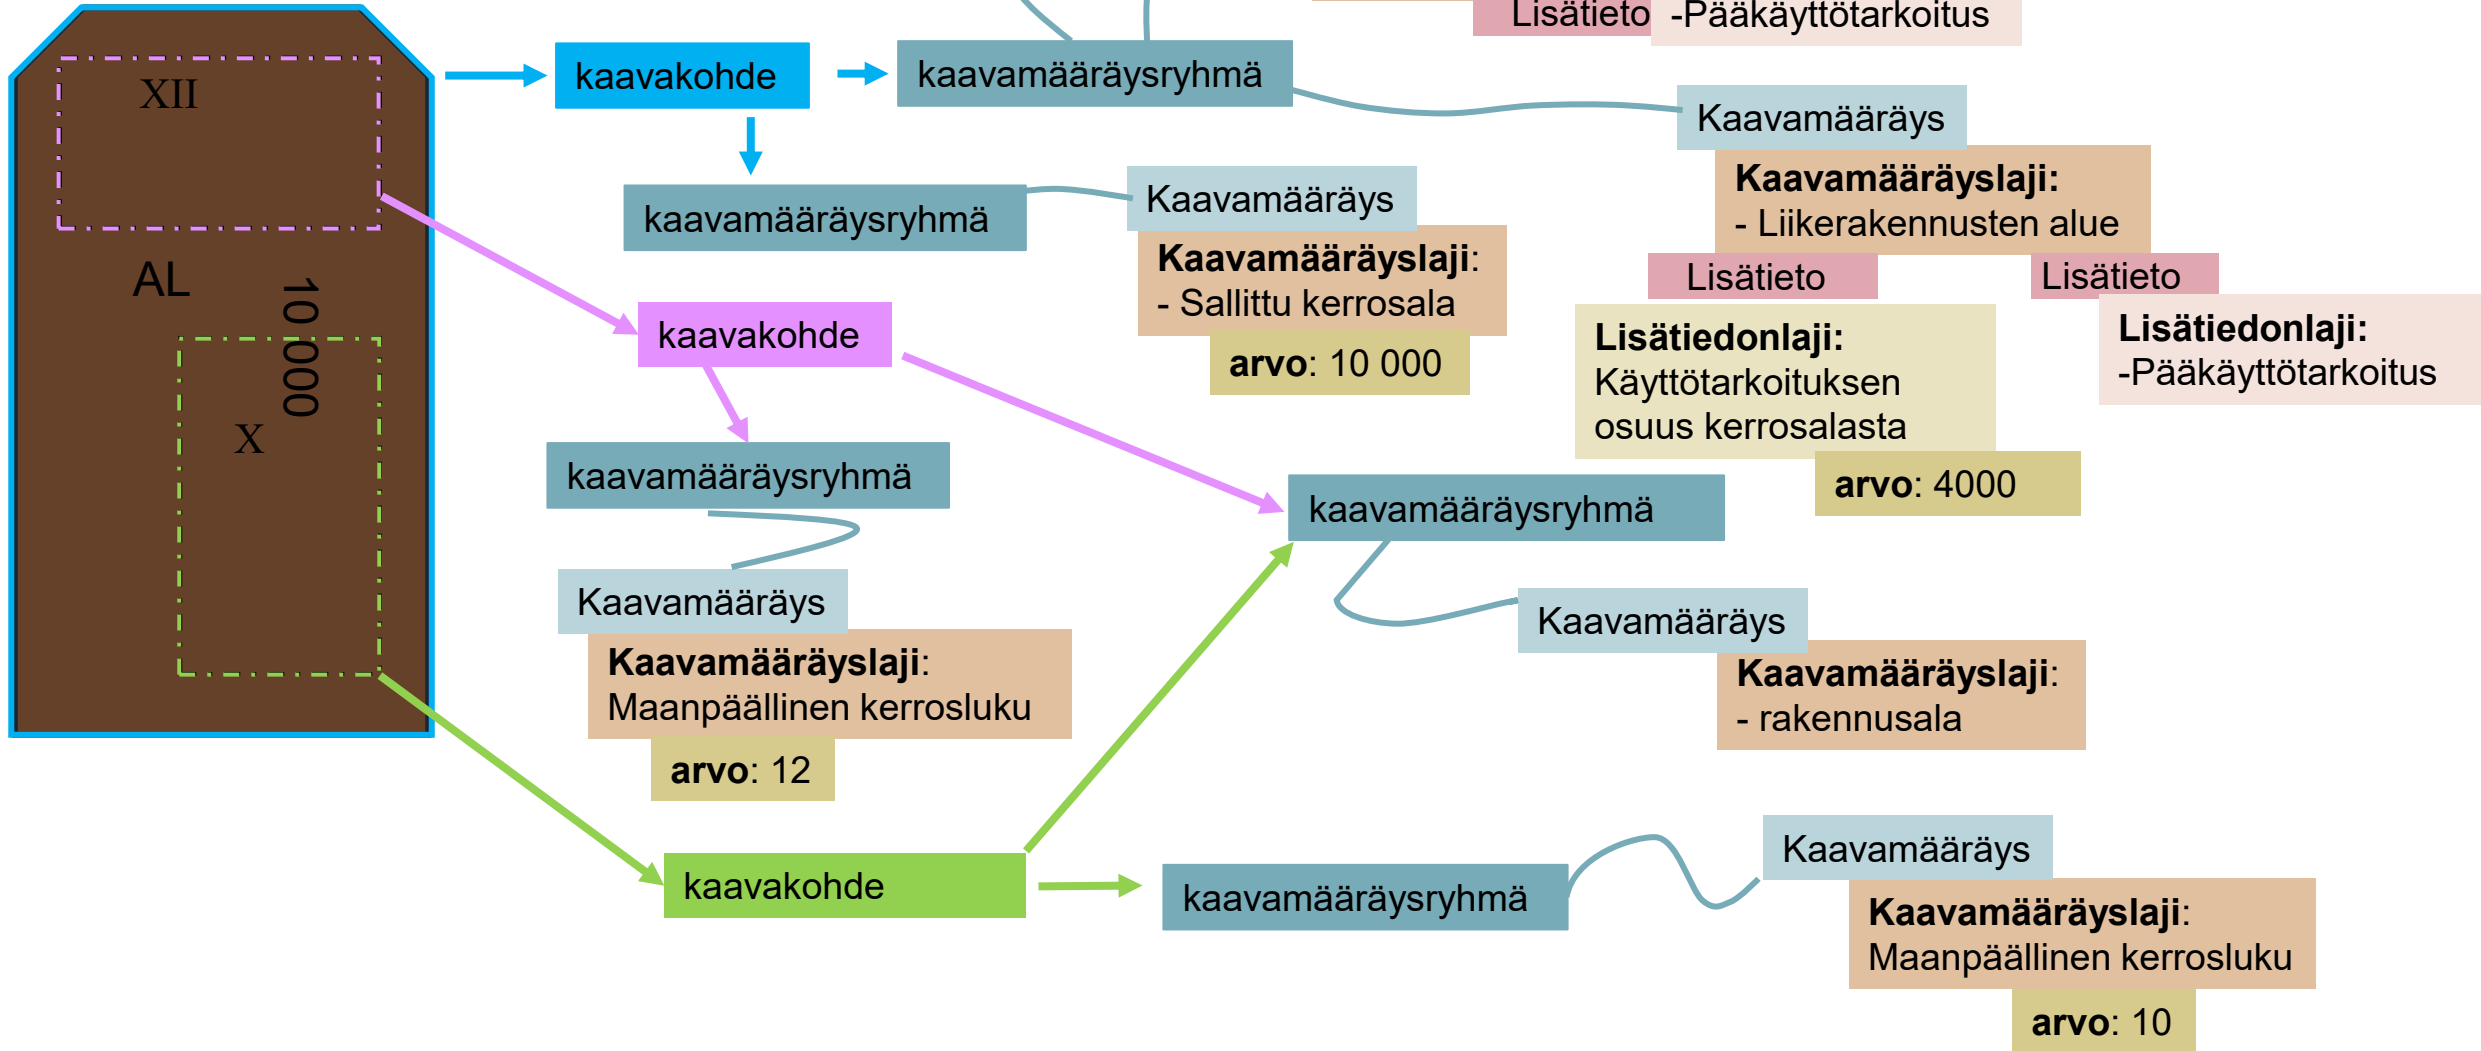 Lisätieto
-Pääkäyttötarkoitus
XII
kaavakohde
kaavamääräysryhmä
Kaavamääräys
Kaavamääräyslaji:
- Liikerakennusten alue
Lisätieto
Lisätieto
Lisätiedonlaji:
Käyttötarkoituksen
osuus kerrosalasta
arvo: 4000
Lisätiedonlaji:
-Pääkäyttötarkoitus
kaavamääräysryhmä
Kaavamääräys
Kaavamääräyslaji:
- Sallittu kerrosala
arvo: 10 000
AL
10 000
X
kaavakohde
kaavamääräysryhmä
Kaavamääräys
Kaavamääräyslaji:
Maanpäällinen kerrosluku
arvo: 12
kaavamääräysryhmä
Kaavamääräys
Kaavamääräyslaji:
- rakennusala
kaavakohde
kaavamääräysryhmä
Kaavamääräys
Kaavamääräyslaji:
Maanpäällinen kerrosluku
arvo: 10